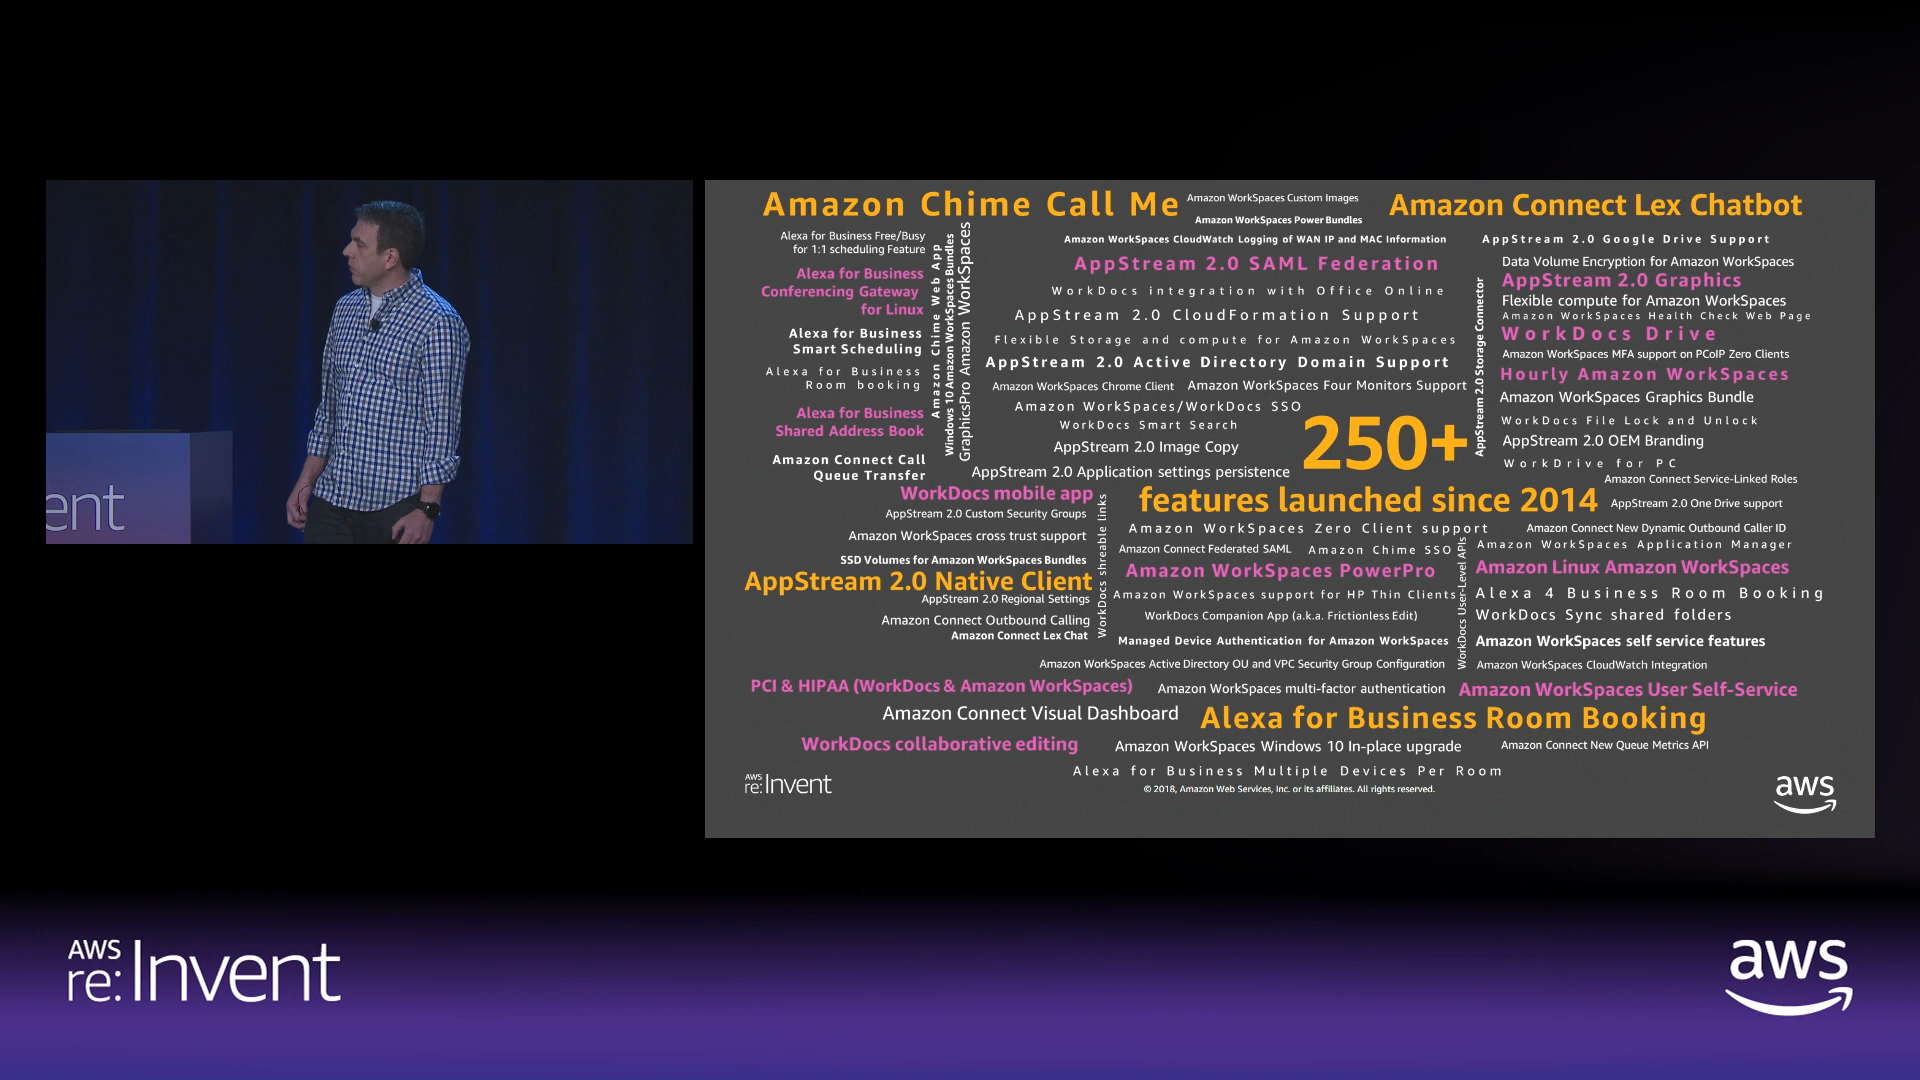 ent
Amazon Chime Call Me
Amazon WorkSpaces Custom Images
Amazon WorkSpaces Power Bundles
Amazon Connect Lex Chatbot
Alexa for Business Free/Busy
for 1:1 scheduling Feature
Alexa for Business
Conferencing Gateway
for Linux
Alexa for Business
Smart Scheduling
Alexa for Business
Room booking
Alexa for Business
Shared Address Book
Amazon Connect Call
Queue Transfer
Amazon Chime Web App
Windows 10 Amazon WorkSpaces Bundles
GraphicsPro Amazon WorkSpaces
Amazon WorkSpaces CloudWatch Logging of WAN IP and MAC Information
AppStream 2.0 SAML Federation
WorkDocs integration with Office Online
AppStream 2.0 CloudFormation Support
Flexible Storage and compute for Amazon WorkSpaces
AppStream 2.0 Active Directory Domain Support
Amazon WorkSpaces Chrome Client
Amazon WorkSpaces Four Monitors Support
Amazon WorkSpaces/WorkDocs SSO
WorkDocs Smart Search
AppStream 2.0 Image Copy
AppStream 2.0 Application settings persistence
250+
features launched since 2014
AppStream 2.0 Storage Connector
AppStream 2.0 Google Drive Support
Data Volume Encryption for Amazon WorkSpaces
AppStream 2.0 Graphics
Flexible compute for Amazon WorkSpaces
Amazon WorkSpaces Health Check Web Page
WorkDocs Drive
Amazon WorkSpaces MFA support on PCoIP Zero Clients
Hourly Amazon WorkSpaces
Amazon WorkSpaces Graphics Bundle
WorkDocs File Lock and Unlock
AppStream 2.0 OEM Branding
WorkDrive for PC
Amazon Connect Service-Linked Roles
AppStream 2.0 One Drive support
WorkDocs mobile app
AppStream 2.0 Custom Security Groups
Amazon WorkSpaces cross trust support
SSD Volumes for Amazon WorkSpaces Bundles
AppStream 2.0 Native Client
AppStream 2.0 Regional Settings
Amazon Connect Outbound Calling
Amazon Connect Lex Chat
WorkDocs shreable links
Amazon WorkSpaces Zero Client support
Amazon Connect New Dynamic Outbound Caller ID
Amazon Connect Federated SAML
Amazon Chime SSO
Amazon WorkSpaces PowerPro
Amazon WorkSpaces support for HP Thin Clients
WorkDocs Companion App (a.k.a. Frictionless Edit)
Managed Device Authentication for Amazon WorkSpaces
Amazon WorkSpaces Active Directory OU and VPC Security Group Configuration
WorkDocs User-Level APIs
Amazon WorkSpaces Application Manager
Amazon Linux Amazon WorkSpaces
Alexa 4 Business Room Booking
WorkDocs Sync shared folders
Amazon WorkSpaces self service features
Amazon WorkSpaces CloudWatch Integration
PCI & HIPAA (WorkDocs & Amazon WorkSpaces)
Amazon WorkSpaces multi-factor authentication
Amazon WorkSpaces User Self-Service
Amazon Connect Visual Dashboard
Alexa for Business Room Booking
WorkDocs collaborative editing
Amazon WorkSpaces Windows 10 In-place upgrade
Amazon Connect New Queue Metrics API
Alexa for Business Multiple Devices Per Room
AWS
re:Invent
© 2018, Amazon Web Services, Inc. or its affiliates. All rights reserved.
aws
AWS
re:Invent
aws